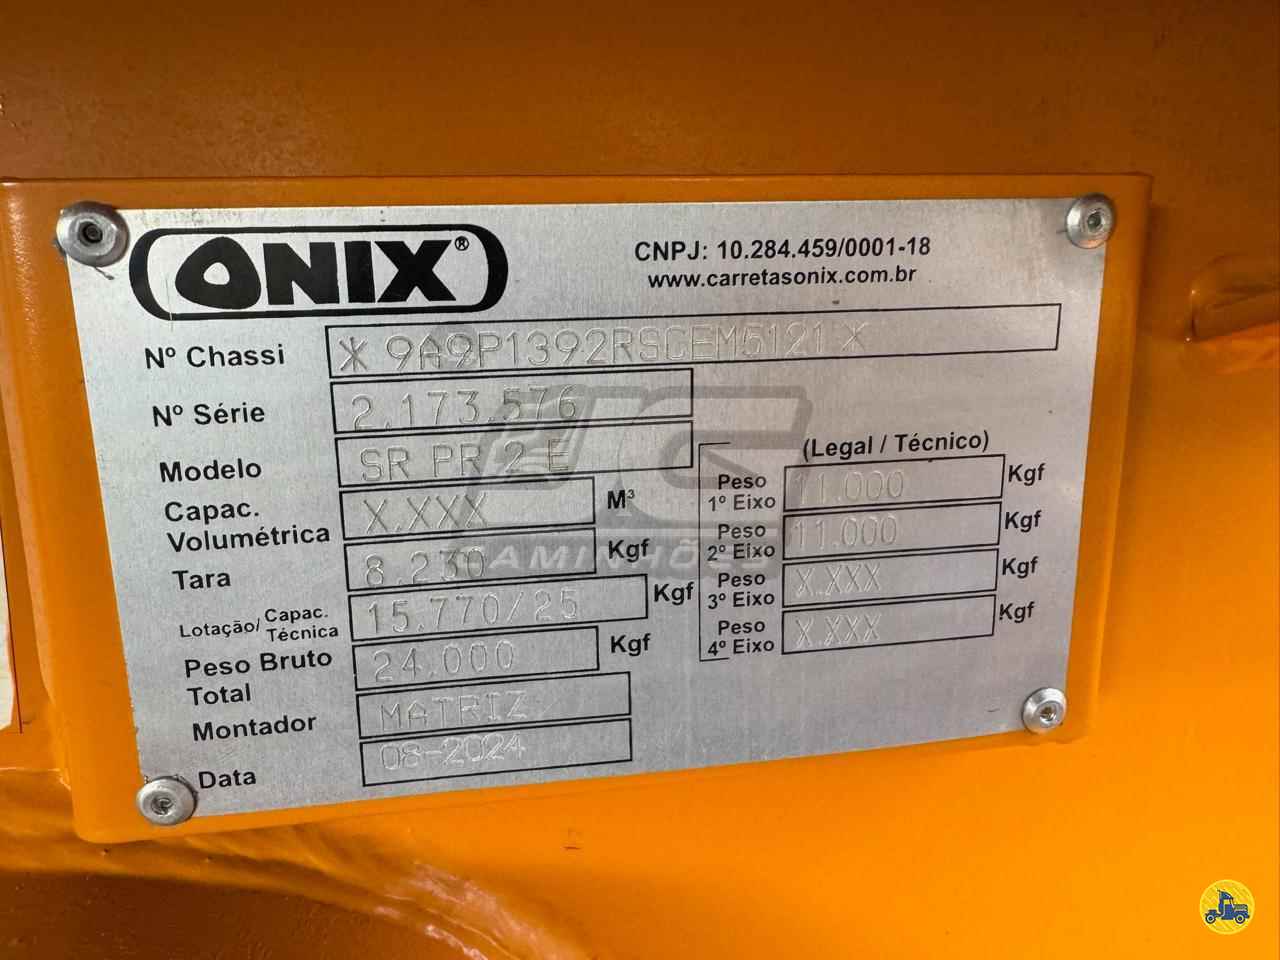 ONIX®
CNPJ: 10.284.459/0001-18
www.carretasonix.com.br
Nº Chassi * 9A9P1392RSCEM5121 *
Nº Série 2.173.576
Modelo SR PR 2 E
Capac. Volumétrica X.XXX M³
Tara 8.230 Kgf
Lotação/ Capac. Técnica 15.770/25 Kgf
Peso Bruto Total 24.000 Kgf
Montador MATRIZ
Data 08-2024
(Legal / Técnico)
Peso 1º Eixo 11.000 Kgf
Peso 2º Eixo 11.000 Kgf
Peso 3º Eixo X.XXX Kgf
Peso 4º Eixo X.XXX Kgf
CAMINHÕES